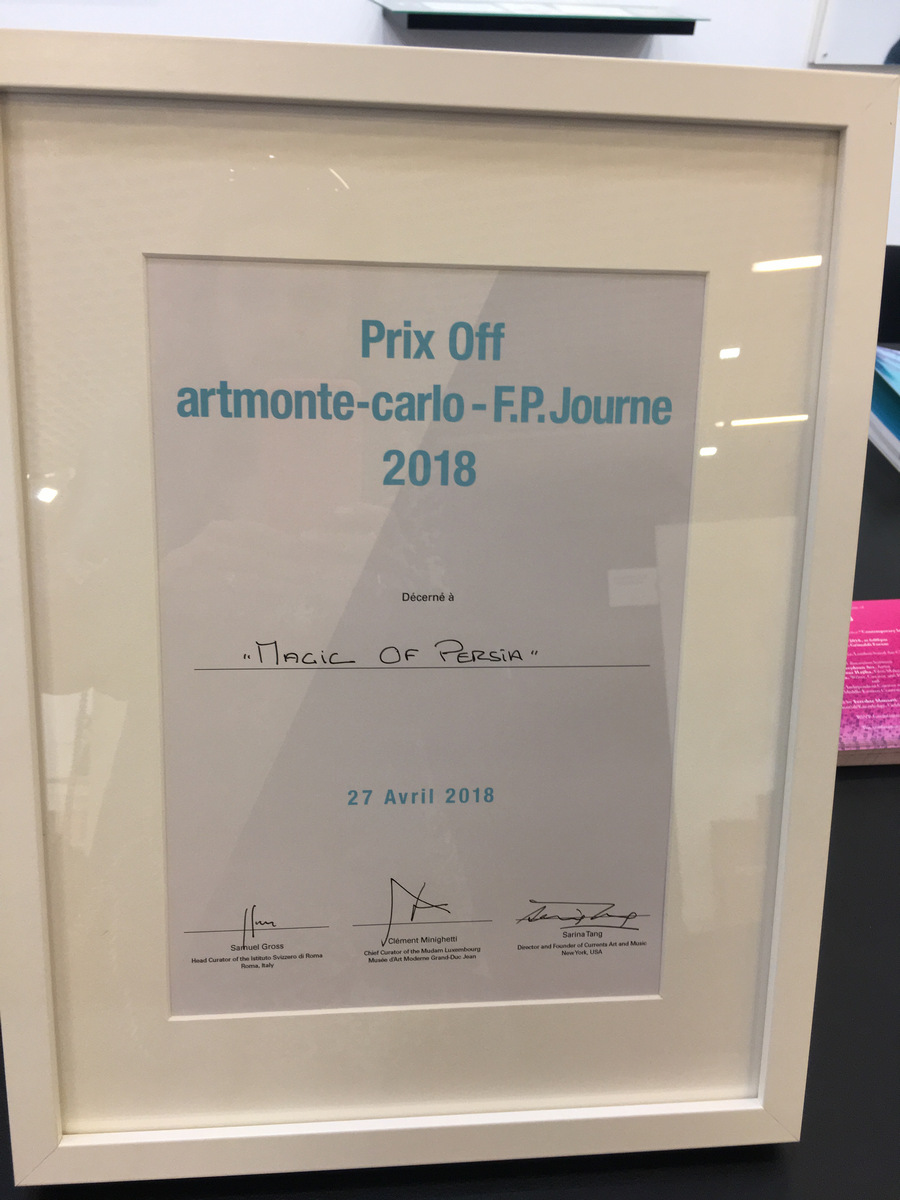 Prix Off
artmonte-carlo - F.P.Journe
2018
Décerné à
"MAGIC OF PERSIA"
27 Avril 2018
Samuel Gross
Head Curator of the Istituto Svizzero di Roma
Roma, Italy
Clément Minighetti
Chief Curator of the Mudam Luxembourg
Musée d'Art Moderne Grand-Duc Jean
Sarina Tang
Director and Founder of Currents Art and Music
New York, USA